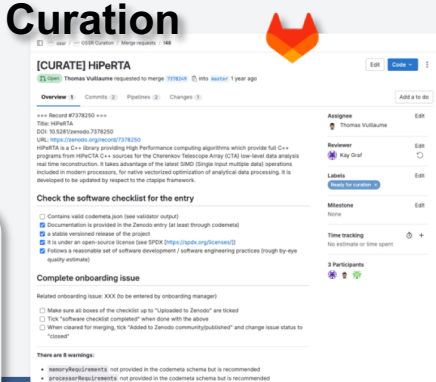 Curation
user / OSSR Curation / Merge requests / !48
[CURATE] HiPeRTA
Edit Code
Open Thomas Vuillaume requested to merge 7378549 into master 1 year ago
Overview 1 Commits 2 Pipelines 2 Changes 1
Add a to do
=== Record #7378250 ===
Title: HiPeRTA
DOI: 10.5281/zenodo.7378250
URL: https://zenodo.org/record/7378250
HiPeRTA is a C++ library providing High Performance computing algorithms which provide full C++
programs from HiPeCTA C++ sources for the Cherenkov Telescope Array (CTA) low-level data analysis
real time reconstruction. It takes advantage of the latest SIMD (Single input multiple data) operations
included in modern processors, for native vectorized optimization of analytical data processing. It is
developed to be updated by respect to the ctapipe framework.
Check the software checklist for the entry
Contains valid codemeta.json (see validator output)
Documentation is provided in the Zenodo entry (at least through codemeta)
a stable versioned release of the project
It is under an open-source license (see SPDX [https://spdx.org/licenses/])
Follows a reasonable set of software development / software engineering practices (rough by-eye
quality estimate)
Complete onboarding issue
Related onboarding issue: XXX (to be entered by onboarding manager)
Make sure all boxes of the checklist up to "Uploaded to Zenodo" are ticked
Tick "software checklist completed" when done with the above
When cleared for merging, tick "Added to Zenodo community/published" and change issue status to
"closed"
There are 8 warnings:
memoryRequirements not provided in the codemeta schema but is recommended
processorRequirements not provided in the codemeta schema but is recommended
Assignee Edit
Thomas Vuillaume
Reviewer Edit
Kay Graf
Labels Edit
Ready for curation ×
Milestone Edit
None
Time tracking +
No estimate or time spent
3 Participants